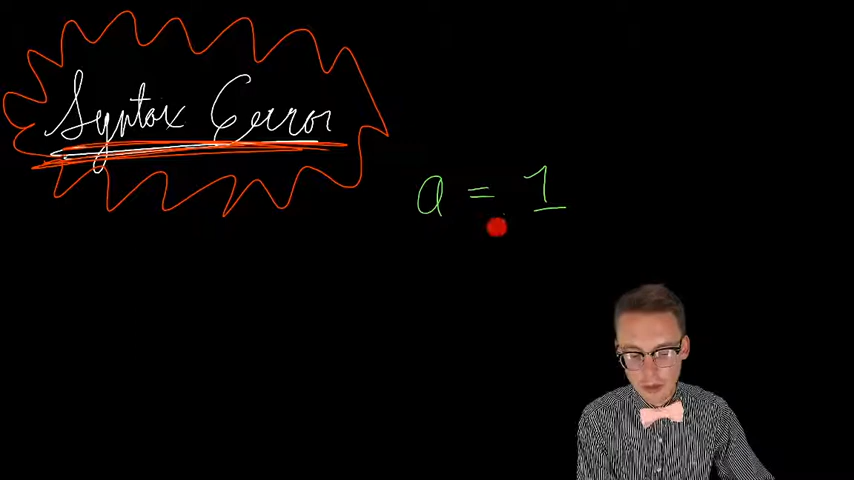 Syntax Error
a = 1